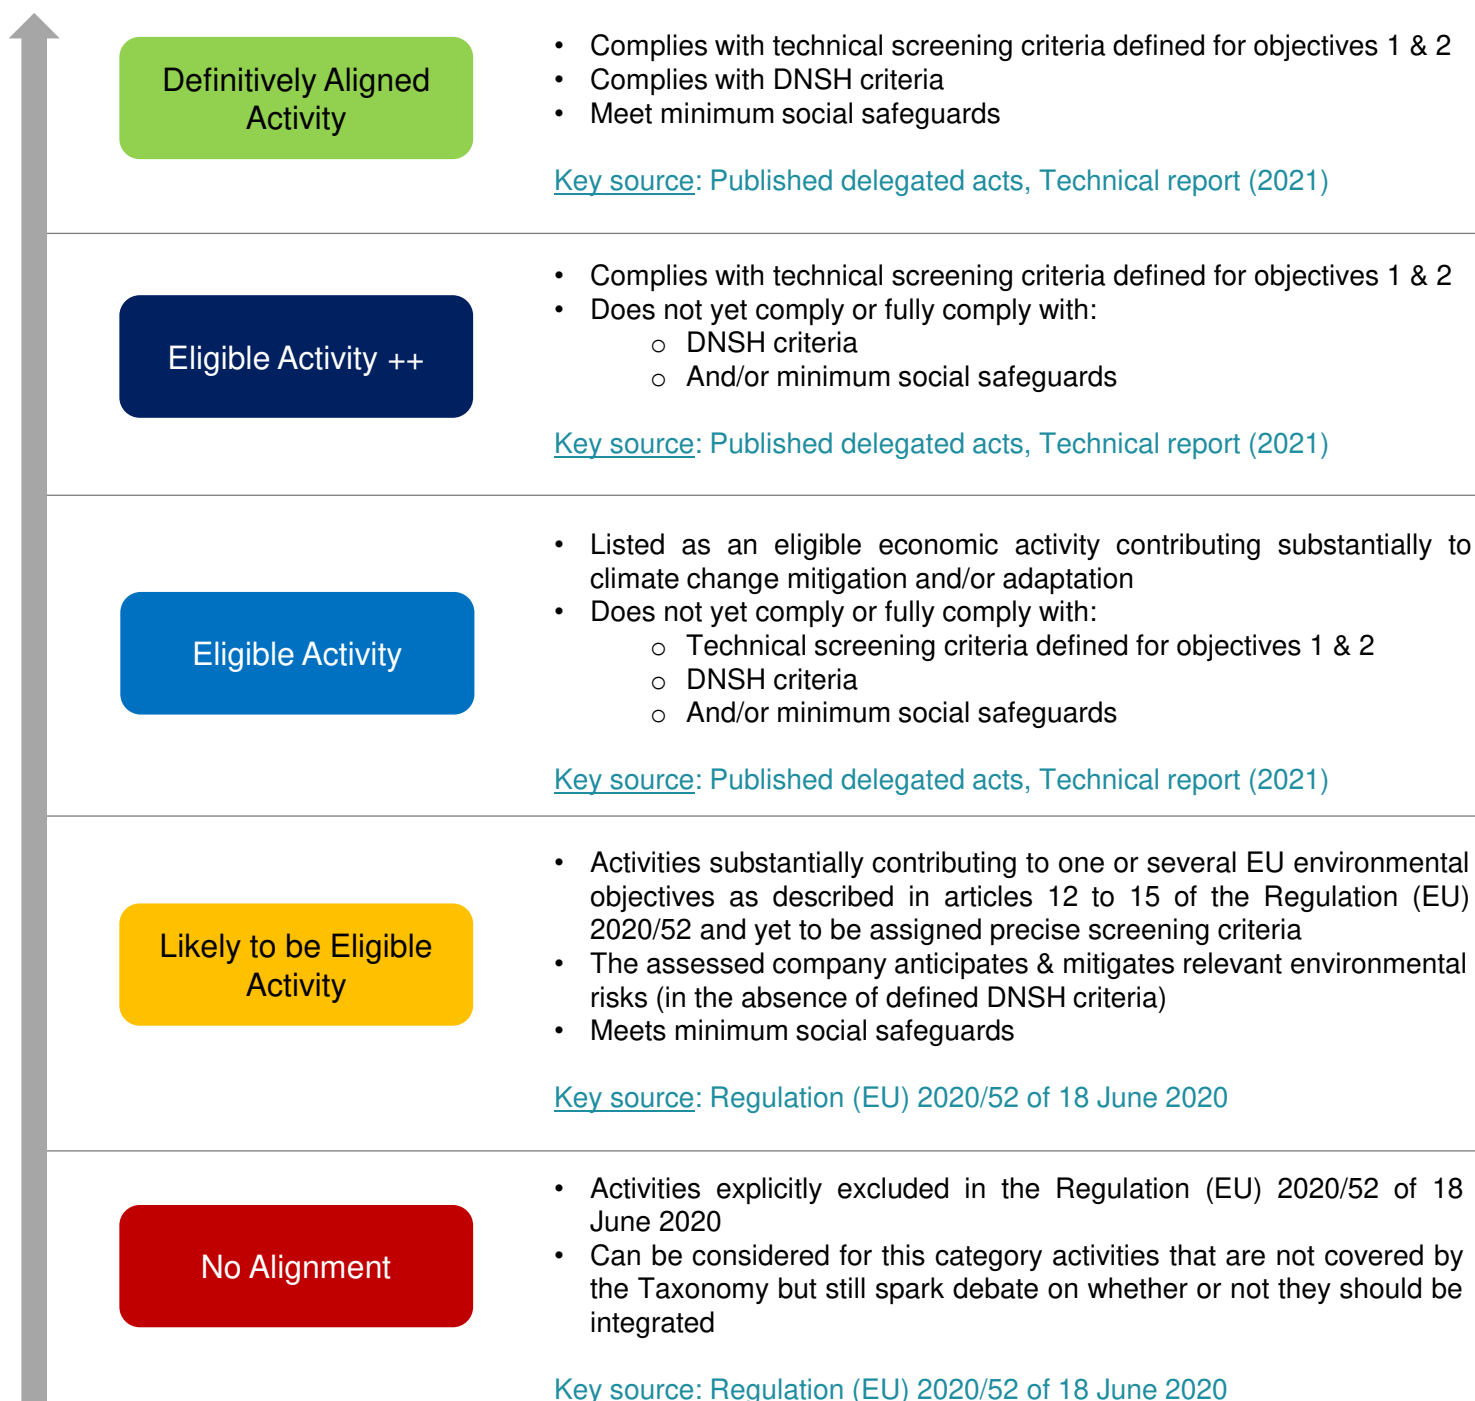 Definitively Aligned
Activity
• Complies with technical screening criteria defined for objectives 1 & 2
• Complies with DNSH criteria
• Meet minimum social safeguards
Key source: Published delegated acts, Technical report (2021)
Eligible Activity ++
• Complies with technical screening criteria defined for objectives 1 & 2
• Does not yet comply or fully comply with:
o DNSH criteria
o And/or minimum social safeguards
Key source: Published delegated acts, Technical report (2021)
Eligible Activity
• Listed as an eligible economic activity contributing substantially to
climate change mitigation and/or adaptation
• Does not yet comply or fully comply with:
o Technical screening criteria defined for objectives 1 & 2
o DNSH criteria
o And/or minimum social safeguards
Key source: Published delegated acts, Technical report (2021)
Likely to be Eligible
Activity
• Activities substantially contributing to one or several EU environmental
objectives as described in articles 12 to 15 of the Regulation (EU)
2020/52 and yet to be assigned precise screening criteria
• The assessed company anticipates & mitigates relevant environmental
risks (in the absence of defined DNSH criteria)
• Meets minimum social safeguards
Key source: Regulation (EU) 2020/52 of 18 June 2020
No Alignment
• Activities explicitly excluded in the Regulation (EU) 2020/52 of 18
June 2020
• Can be considered for this category activities that are not covered by
the Taxonomy but still spark debate on whether or not they should be
integrated
Key source: Regulation (EU) 2020/52 of 18 June 2020